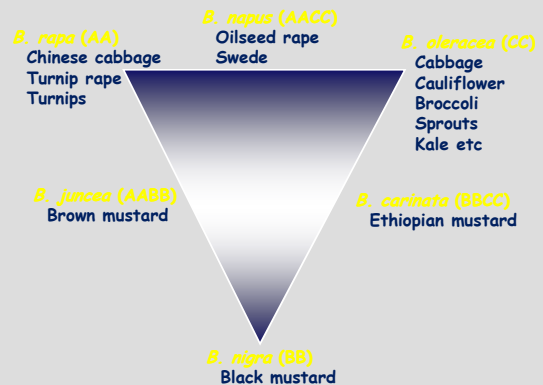 B. napus (AACC)
Oilseed rape
Swede
B. rapa (AA)
Chinese cabbage
Turnip rape
Turnips
B. oleracea (CC)
Cabbage
Cauliflower
Broccoli
Sprouts
Kale etc
B. juncea (AABB)
Brown mustard
B. carinata (BBCC)
Ethiopian mustard
B. nigra (BB)
Black mustard